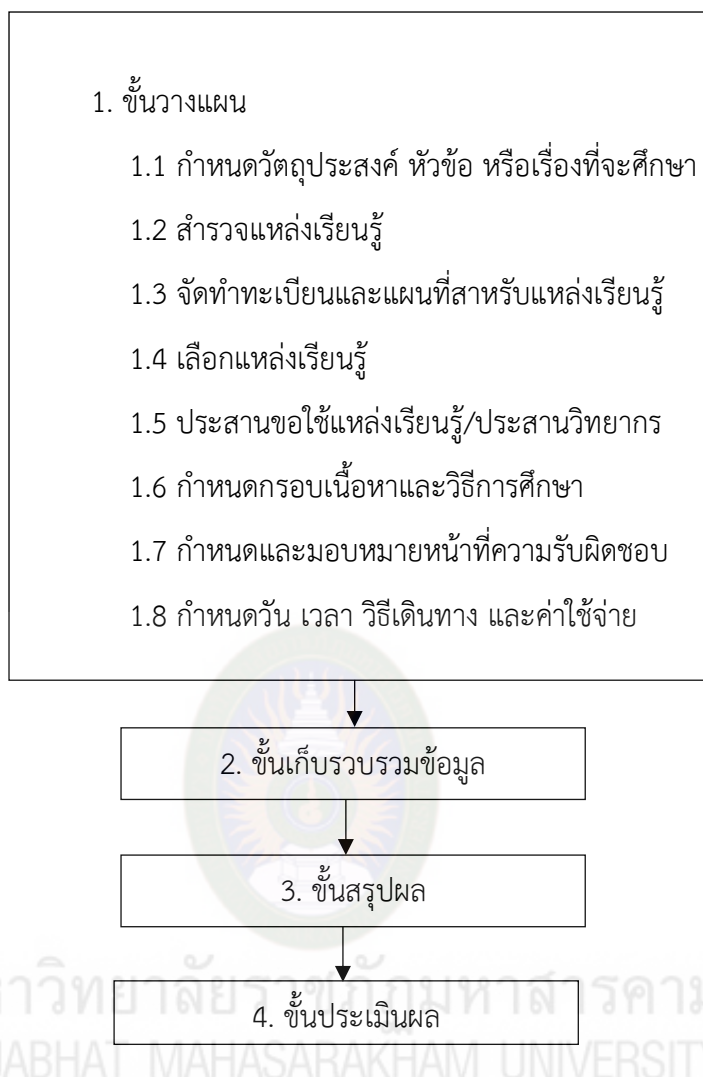 1. ขั้นวางแผน
1.1 กำหนดวัตถุประสงค์ หัวข้อ หรือเรื่องที่จะศึกษา
1.2 สำรวจแหล่งเรียนรู้
1.3 จัดทำทะเบียนและแผนที่สาหรับแหล่งเรียนรู้
1.4 เลือกแหล่งเรียนรู้
1.5 ประสานขอใช้แหล่งเรียนรู้/ประสานวิทยากร
1.6 กำหนดกรอบเนื้อหาและวิธีการศึกษา
1.7 กำหนดและมอบหมายหน้าที่ความรับผิดชอบ
1.8 กำหนดวัน เวลา วิธีเดินทาง และค่าใช้จ่าย
2. ขั้นเก็บรวบรวมข้อมูล
3. ขั้นสรุปผล
4. ขั้นประเมินผล
MAHASARAKHAM UNIVERSITY